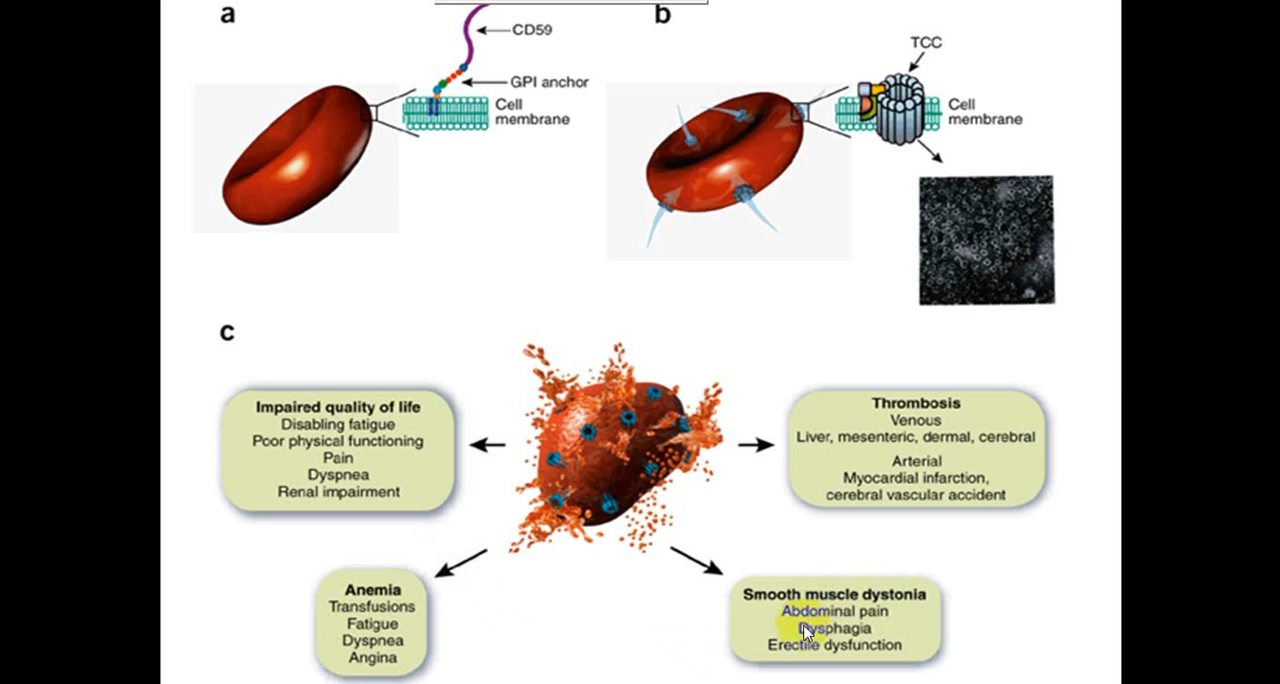 a
CD59
GPI anchor
Cell
membrane
b
TCC
Cell
membrane
c
Impaired quality of life
Disabling fatigue
Poor physical functioning
Pain
Dyspnea
Renal impairment
Thrombosis
Venous
Liver, mesenteric, dermal, cerebral
Arterial
Myocardial infarction,
cerebral vascular accident
Anemia
Transfusions
Fatigue
Dyspnea
Angina
Smooth muscle dystonia
Abdominal pain
Dysphagia
Erectile dysfunction